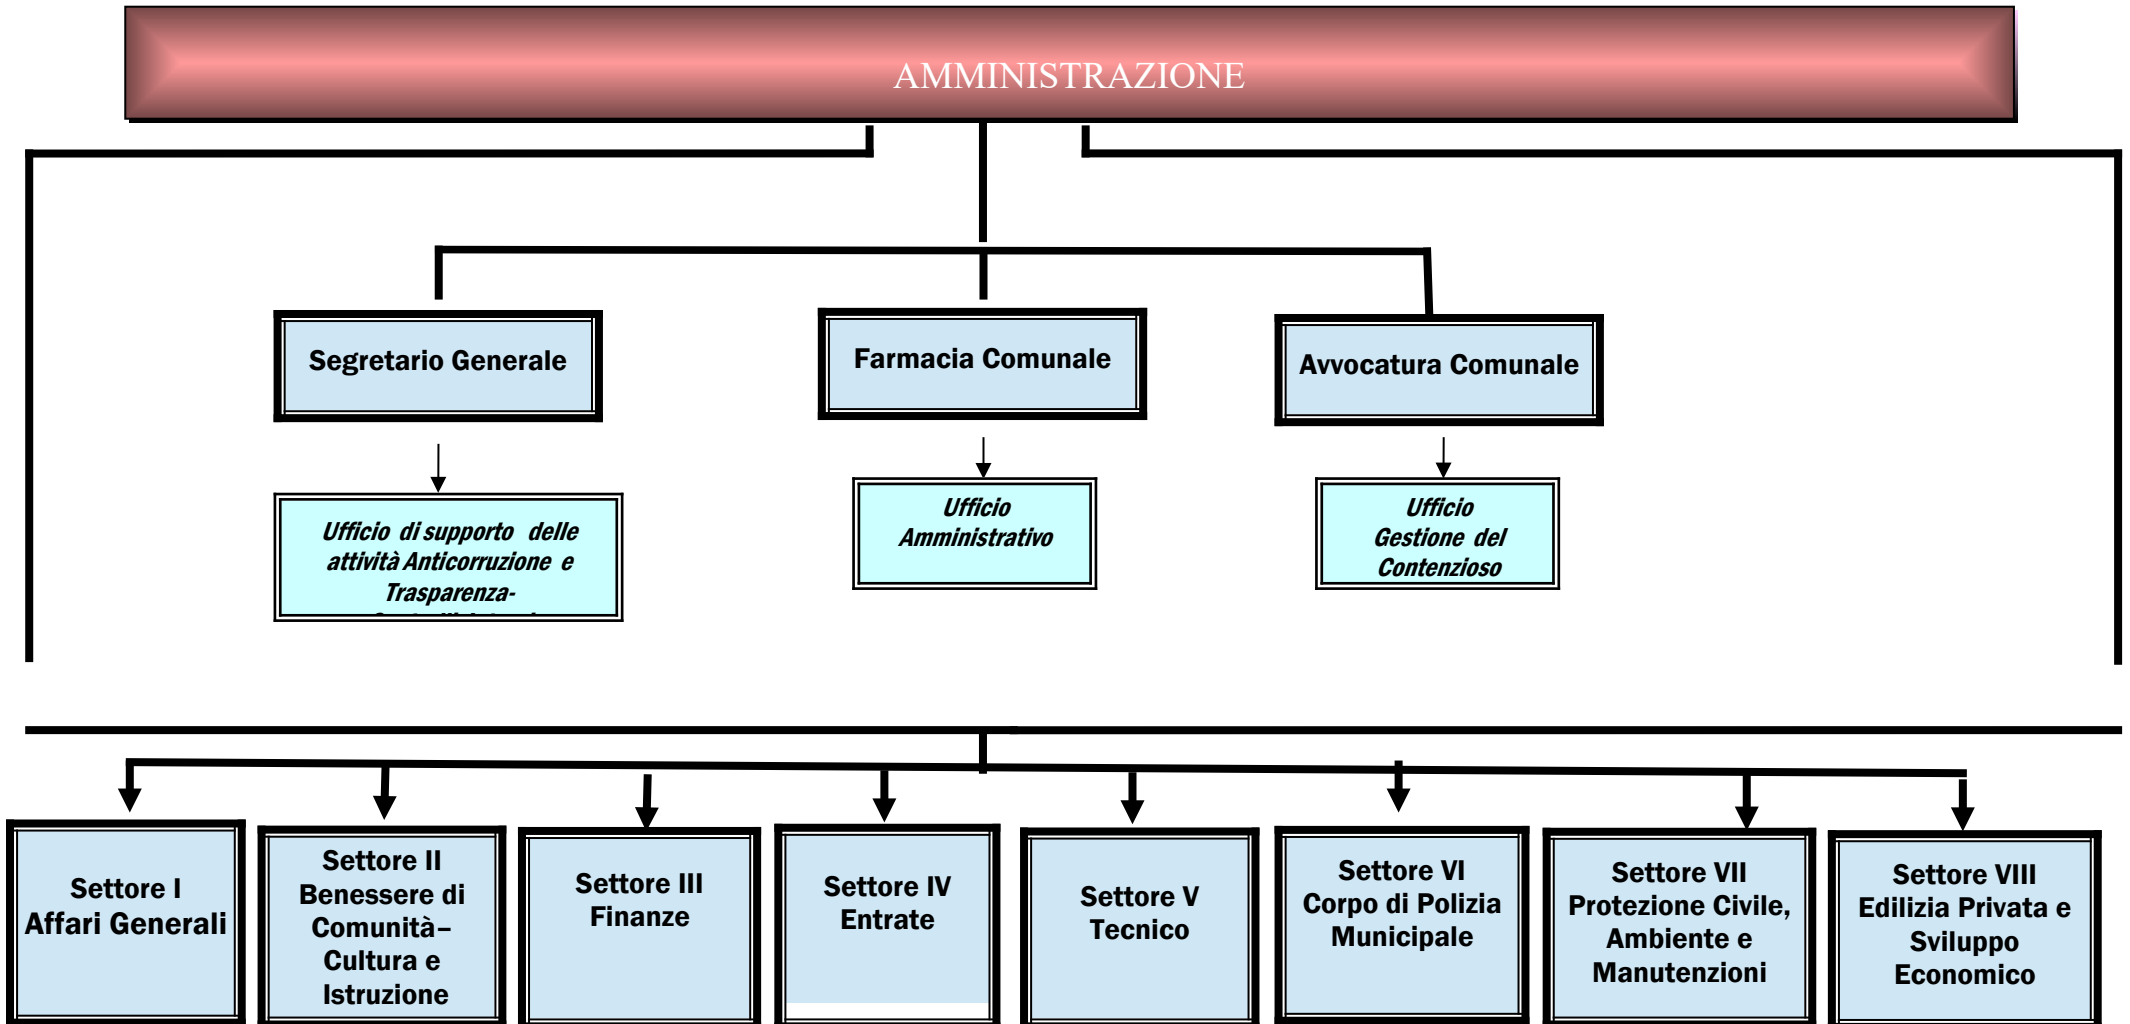 AMMINISTRAZIONE
Segretario Generale
Farmacia Comunale
Avvocatura Comunale
Ufficio di supporto delle
attività Anticorruzione e
Trasparenza-
Ufficio
Amministrativo
Ufficio
Gestione del
Contenzioso
Settore I
Affari Generali
Settore II
Benessere di
Comunità–
Cultura e
Istruzione
Settore III
Finanze
Settore IV
Entrate
Settore V
Tecnico
Settore VI
Corpo di Polizia
Municipale
Settore VII
Protezione Civile,
Ambiente e
Manutenzioni
Settore VIII
Edilizia Privata e
Sviluppo
Economico